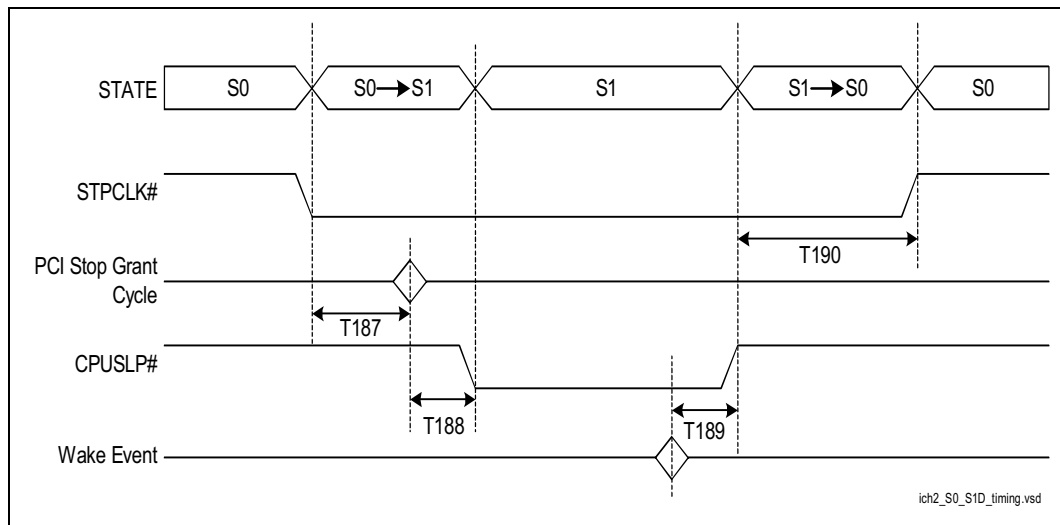 STATE
S0
S0→S1
S1
S1→S0
S0
STPCLK#
T190
PCI Stop Grant
Cycle
T187
CPUSLP#
T188
T189
Wake Event
ich2_S0_S1D_timing.vsd